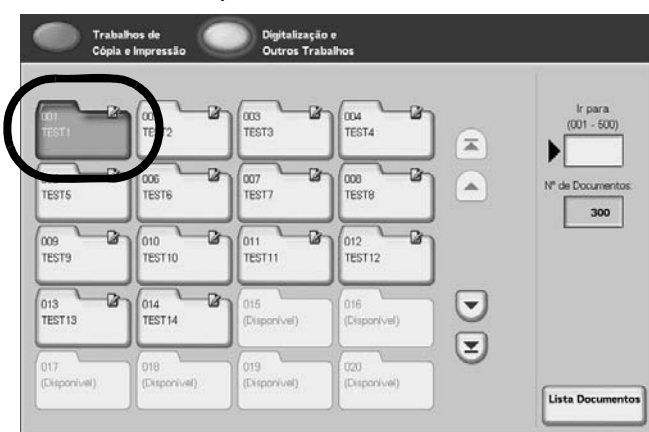 Trabalhos de
Cópia e Impressão
Digitalização e
Outros Trabalhos
001
TEST1
003
TEST3
004
TEST4
TEST5
006
TEST6
007
TEST7
008
TEST8
009
TEST9
010
TEST10
011
TEST11
012
TEST12
013
TEST13
014
TEST14
015
(Disponível)
016
(Disponível)
017
(Disponível)
018
(Disponível)
019
(Disponível)
020
(Disponível)
Ir para
(001 - 500)
Nº de Documentos:
300
Lista Documentos